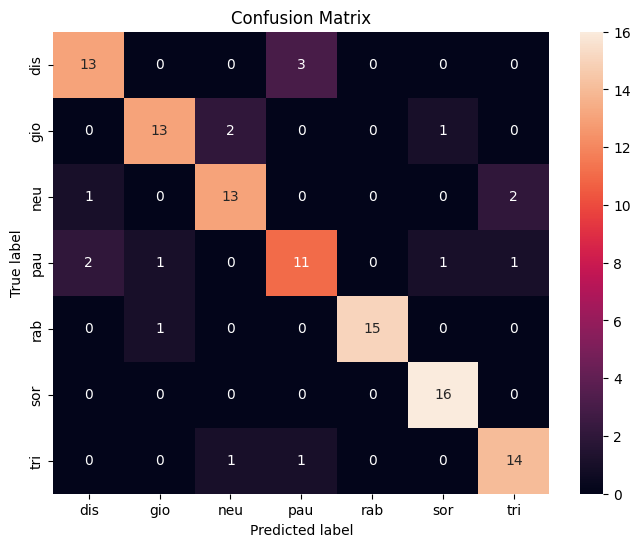 Confusion Matrix
True label
dis 13 0 0 3 0 0 0
gio 0 13 2 0 0 1 0
neu 1 0 13 0 0 0 2
pau 2 1 0 11 0 1 1
rab 0 1 0 0 15 0 0
sor 0 0 0 0 0 16 0
tri 0 0 1 1 0 0 14
dis gio neu pau rab sor tri
Predicted label
16
14
12
10
8
6
4
2
0